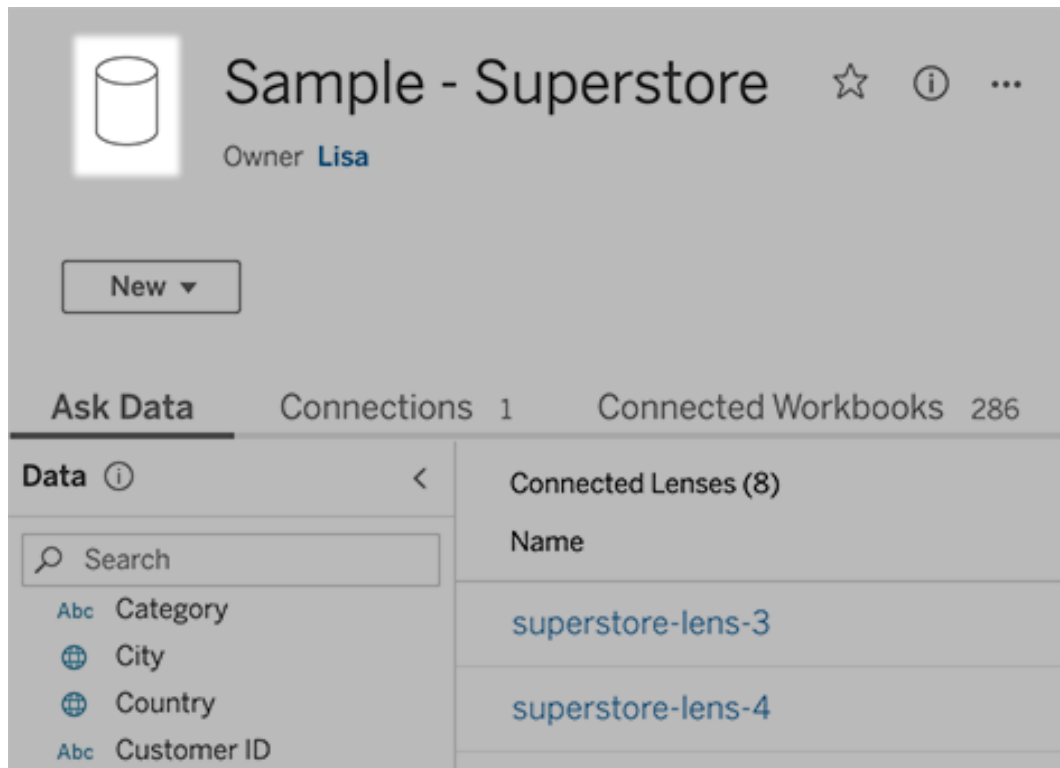 Sample - Superstore
Owner Lisa
New
Ask Data Connections 1 Connected Workbooks 286
Data
Connected Lenses (8)
Search
Name
Abc Category
City
Country
Abc Customer ID
superstore-lens-3
superstore-lens-4